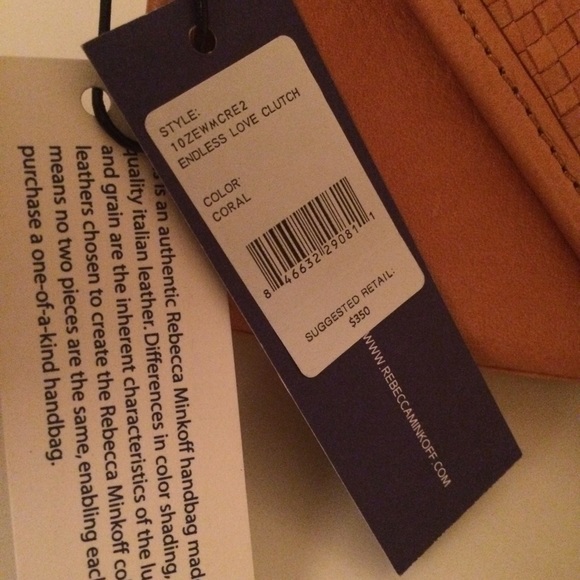 STYLE:
10ZEWMCRE2
ENDLESS LOVE CLUTCH
COLOR:
CORAL
8 46632 29081 1
SUGGESTED RETAIL:
$350
WWW.REBECCAMINKOFF.COM
is an authentic Rebecca Minkoff handbag made
quality italian leather. Differences in color shading,
and grain are the inherent characteristics of the
leathers chosen to create the Rebecca Minkoff
means no two pieces are the same, enabling
purchase a one-of-a-kind handbag.